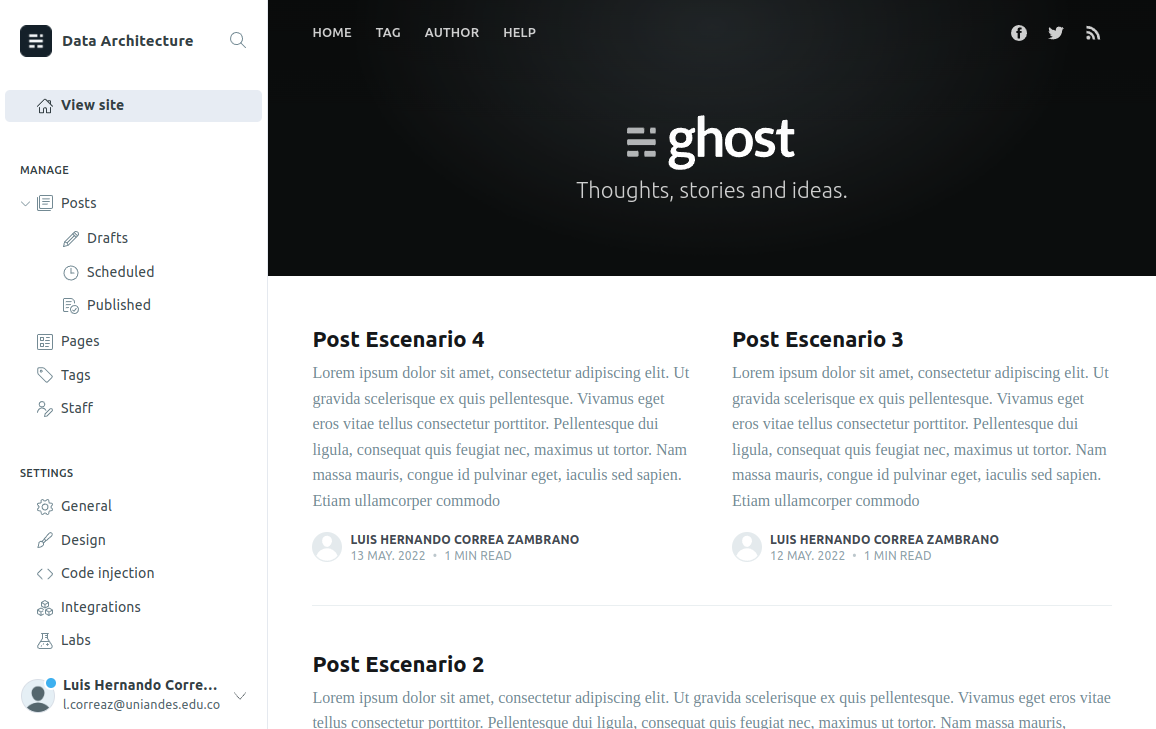 Data Architecture
View site
MANAGE
Posts
Drafts
Scheduled
Published
Pages
Tags
Staff
SETTINGS
General
Design
Code injection
Integrations
Labs
Luis Hernando Corre...
l.correaz@uniandes.edu.co
HOME TAG AUTHOR HELP
ghost
Thoughts, stories and ideas.
Post Escenario 4
Lorem ipsum dolor sit amet, consectetur adipiscing elit. Ut
gravida scelerisque ex quis pellentesque. Vivamus eget
eros vitae tellus consectetur porttitor. Pellentesque dui
ligula, consequat quis feugiat nec, maximus ut tortor. Nam
massa mauris, congue id pulvinar eget, iaculis sed sapien.
Etiam ullamcorper commodo
LUIS HERNANDO CORREA ZAMBRANO
13 MAY. 2022 • 1 MIN READ
Post Escenario 3
Lorem ipsum dolor sit amet, consectetur adipiscing elit. Ut
gravida scelerisque ex quis pellentesque. Vivamus eget
eros vitae tellus consectetur porttitor. Pellentesque dui
ligula, consequat quis feugiat nec, maximus ut tortor. Nam
massa mauris, congue id pulvinar eget, iaculis sed sapien.
Etiam ullamcorper commodo
LUIS HERNANDO CORREA ZAMBRANO
12 MAY. 2022 • 1 MIN READ
Post Escenario 2
Lorem ipsum dolor sit amet, consectetur adipiscing elit. Ut gravida scelerisque ex quis pellentesque. Vivamus eget eros vitae
tellus consectetur porttitor. Pellentesque dui ligula, consequat quis feugiat nec, maximus ut tortor. Nam massa mauris,